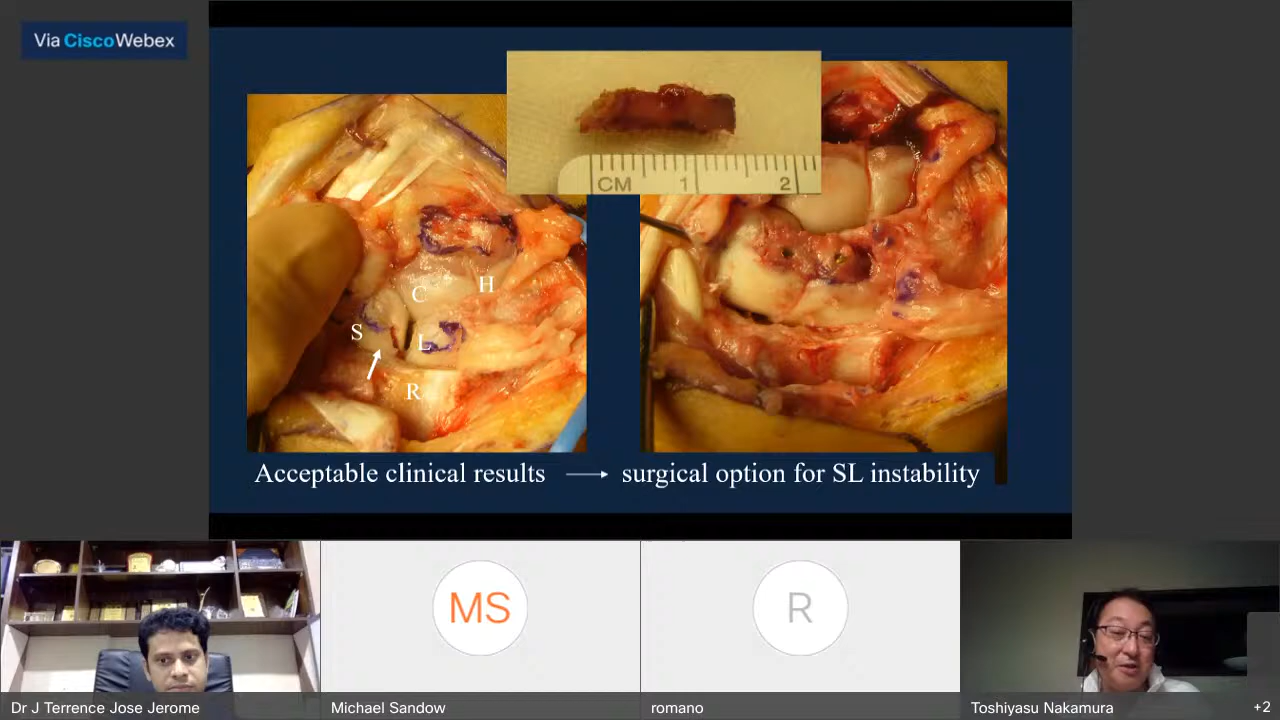 Via Cisco Webex
CM 1 2
C
H
S
L
R
Acceptable clinical results → surgical option for SL instability
MS
R
Dr J Terrence Jose Jerome
Michael Sandow
romano
Toshiyasu Nakamura
+2